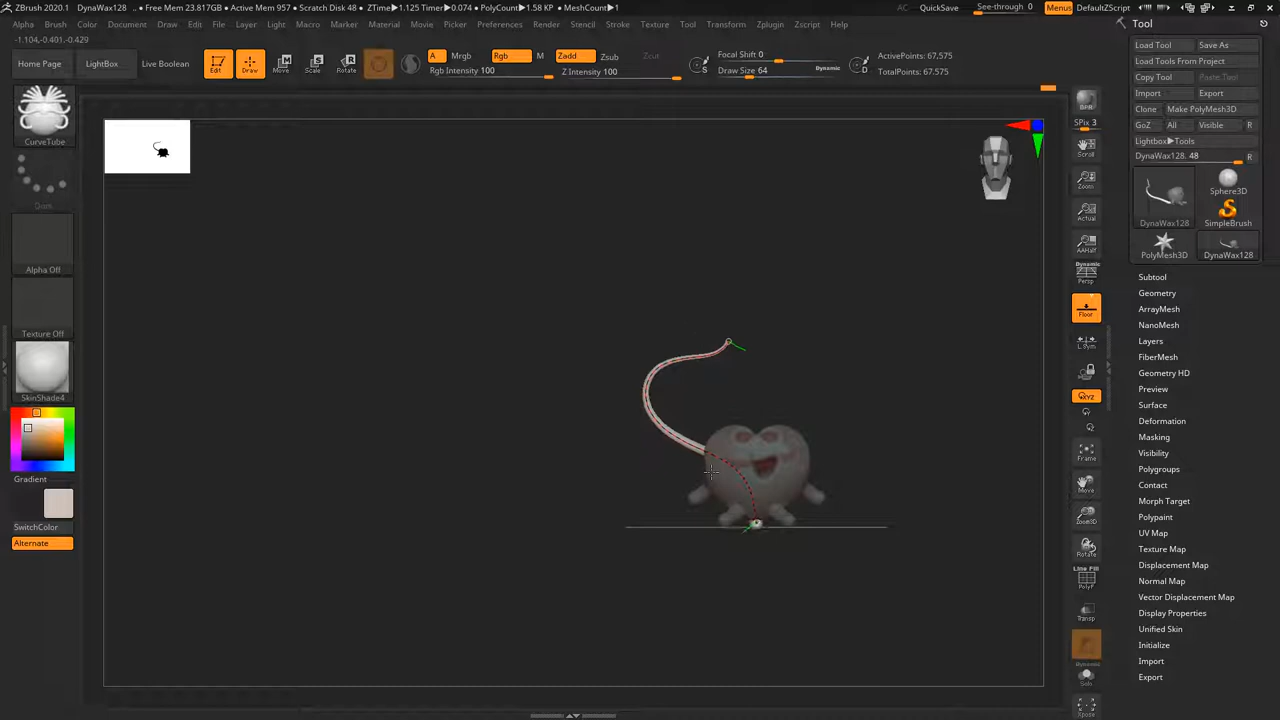 ZBrush 2020.1 DynaWax128 .. • Free Mem 23.817GB • Active Mem 957 • Scratch Disk 48 • ZTime▶1.125 Timer▶0.074 • PolyCount▶1.58 KP • MeshCount▶1 AC QuickSave See-through 0 Menus DefaultZScript
Alpha Brush Color Document Draw Edit File Layer Light Macro Marker Material Movie Picker Preferences Render Stencil Stroke Texture Tool Transform Zplugin Zscript Help
-1.104,-0.401,-0.429
Home Page LightBox Live Boolean
Edit Draw Move Scale Rotate
A Mrgb Rgb M Zadd Zsub Zcut
Rgb Intensity 100 Z Intensity 100
Focal Shift 0
Draw Size 64 Dynamic
S D
ActivePoints: 67,575
TotalPoints: 67,575
CurveTube
Dots
Alpha Off
Texture Off
SkinShade4
Gradient
SwitchColor
Alternate
BPR
SPix 3
Scroll
Zoom
Actual
AAHalf
Dynamic
Persp
Floor
L.Sym
XYZ
Frame
Move
Zoom3D
Rotate
Line Fill
PolyF
Transp
Dynamic
Solo
Xpose
Tool
Load Tool Save As
Load Tools From Project
Copy Tool Paste Tool
Import Export
Clone Make PolyMesh3D
GoZ All Visible R
Lightbox▶Tools
DynaWax128. 48 R
DynaWax128 Sphere3D
SimpleBrush
PolyMesh3D DynaWax128
Subtool
Geometry
ArrayMesh
NanoMesh
Layers
FiberMesh
Geometry HD
Preview
Surface
Deformation
Masking
Visibility
Polygroups
Contact
Morph Target
Polypaint
UV Map
Texture Map
Displacement Map
Normal Map
Vector Displacement Map
Display Properties
Unified Skin
Initialize
Import
Export